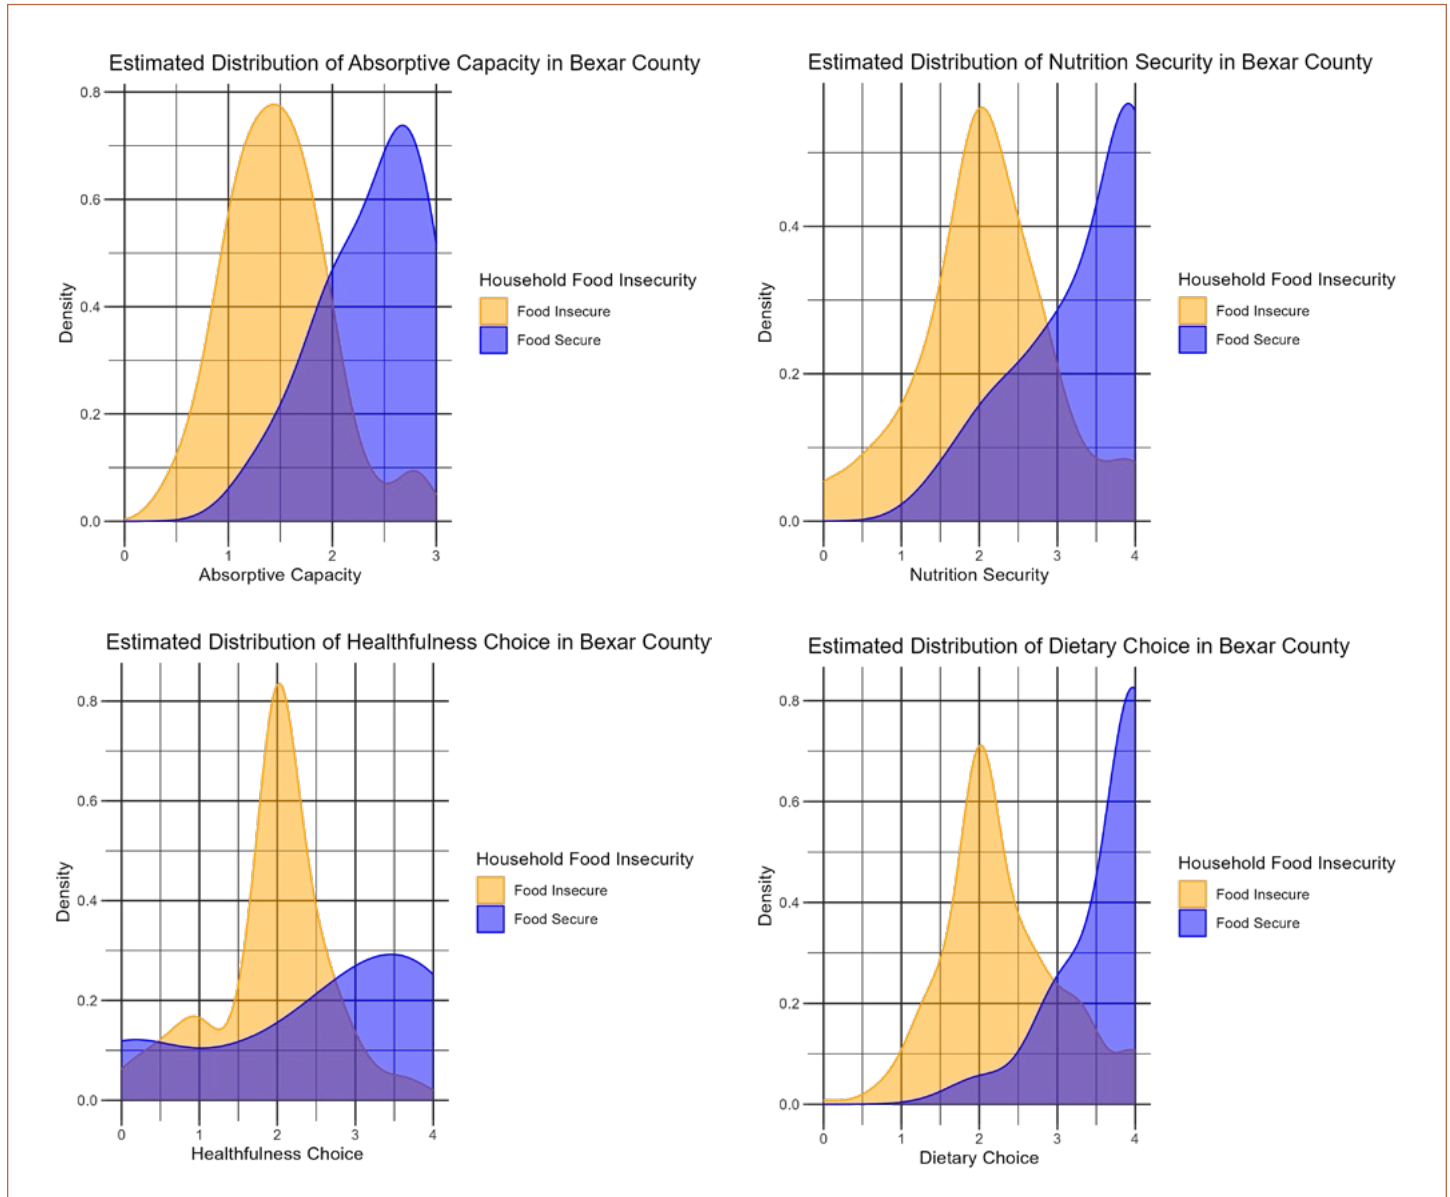 Estimated Distribution of Absorptive Capacity in Bexar County
0.8
0.6
0.4
0.2
0.0
Density
0 1 2 3
Absorptive Capacity
Household Food Insecurity
Food Insecure
Food Secure
Estimated Distribution of Nutrition Security in Bexar County
0.4
0.2
0.0
Density
0 1 2 3 4
Nutrition Security
Household Food Insecurity
Food Insecure
Food Secure
Estimated Distribution of Healthfulness Choice in Bexar County
0.8
0.6
0.4
0.2
0.0
Density
0 1 2 3 4
Healthfulness Choice
Household Food Insecurity
Food Insecure
Food Secure
Estimated Distribution of Dietary Choice in Bexar County
0.8
0.6
0.4
0.2
0.0
Density
0 1 2 3 4
Dietary Choice
Household Food Insecurity
Food Insecure
Food Secure